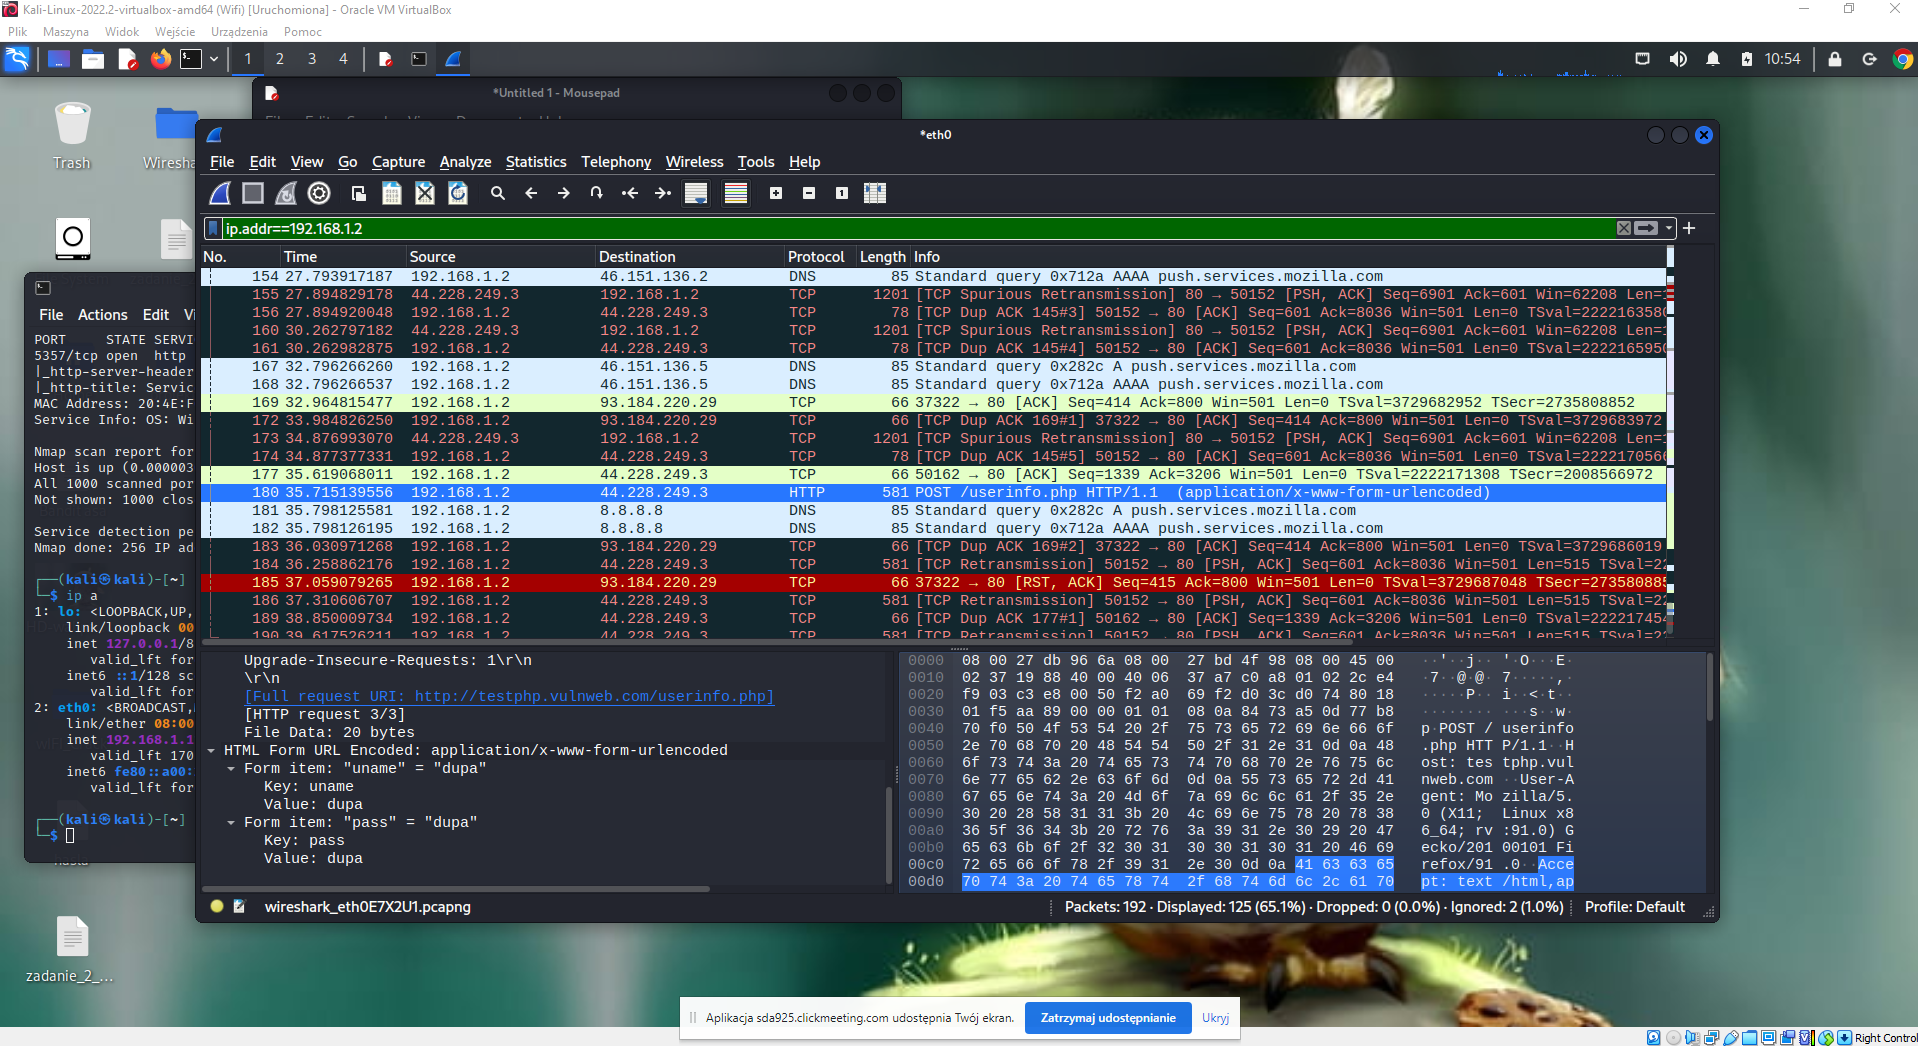 Kali-Linux-2022.2-virtualbox-amd64 (Wifi) [Uruchomiona] - Oracle VM VirtualBox
Plik Maszyna Widok Wejście Urządzenia Pomoc
1 2 3 4 10:54
*Untitled 1 - Mousepad
Trash
*eth0
File Edit View Go Capture Analyze Statistics Telephony Wireless Tools Help
ip.addr==192.168.1.2
No. Time Source Destination Protocol Length Info
154 27.793917187 192.168.1.2 46.151.136.2 DNS 85 Standard query 0x712a AAAA push.services.mozilla.com
155 27.894829178 44.228.249.3 192.168.1.2 TCP 1201 [TCP Spurious Retransmission] 80 → 50152 [PSH, ACK] Seq=6901 Ack=601 Win=62208 Len=1
156 27.894920048 192.168.1.2 44.228.249.3 TCP 78 [TCP Dup ACK 145#3] 50152 → 80 [ACK] Seq=601 Ack=8036 Win=501 Len=0 TSval=2222163580
160 30.262797182 44.228.249.3 192.168.1.2 TCP 1201 [TCP Spurious Retransmission] 80 → 50152 [PSH, ACK] Seq=6901 Ack=601 Win=62208 Len=1
161 30.262982875 192.168.1.2 44.228.249.3 TCP 78 [TCP Dup ACK 145#4] 50152 → 80 [ACK] Seq=601 Ack=8036 Win=501 Len=0 TSval=2222165950
167 32.796266260 192.168.1.2 46.151.136.5 DNS 85 Standard query 0x282c A push.services.mozilla.com
168 32.796266537 192.168.1.2 46.151.136.5 DNS 85 Standard query 0x712a AAAA push.services.mozilla.com
169 32.964815477 192.168.1.2 93.184.220.29 TCP 66 37322 → 80 [ACK] Seq=414 Ack=800 Win=501 Len=0 TSval=3729682952 TSecr=2735808852
172 33.984826250 192.168.1.2 93.184.220.29 TCP 66 [TCP Dup ACK 169#1] 37322 → 80 [ACK] Seq=414 Ack=800 Win=501 Len=0 TSval=3729683972
173 34.876993070 44.228.249.3 192.168.1.2 TCP 1201 [TCP Spurious Retransmission] 80 → 50152 [PSH, ACK] Seq=6901 Ack=601 Win=62208 Len=1
174 34.877377331 192.168.1.2 44.228.249.3 TCP 78 [TCP Dup ACK 145#5] 50152 → 80 [ACK] Seq=601 Ack=8036 Win=501 Len=0 TSval=2222170566
177 35.619068011 192.168.1.2 44.228.249.3 TCP 66 50162 → 80 [ACK] Seq=1339 Ack=3206 Win=501 Len=0 TSval=2222171308 TSecr=2008566972
180 35.715139556 192.168.1.2 44.228.249.3 HTTP 581 POST /userinfo.php HTTP/1.1 (application/x-www-form-urlencoded)
181 35.798125581 192.168.1.2 8.8.8.8 DNS 85 Standard query 0x282c A push.services.mozilla.com
182 35.798126195 192.168.1.2 8.8.8.8 DNS 85 Standard query 0x712a AAAA push.services.mozilla.com
183 36.030971268 192.168.1.2 93.184.220.29 TCP 66 [TCP Dup ACK 169#2] 37322 → 80 [ACK] Seq=414 Ack=800 Win=501 Len=0 TSval=3729686019
184 36.258862176 192.168.1.2 44.228.249.3 TCP 581 [TCP Retransmission] 50152 → 80 [PSH, ACK] Seq=601 Ack=8036 Win=501 Len=515 TSval=22
185 37.059079265 192.168.1.2 93.184.220.29 TCP 66 37322 → 80 [RST, ACK] Seq=415 Ack=800 Win=501 Len=0 TSval=3729687048 TSecr=273580885
186 37.310606707 192.168.1.2 44.228.249.3 TCP 581 [TCP Retransmission] 50152 → 80 [PSH, ACK] Seq=601 Ack=8036 Win=501 Len=515 TSval=22
189 38.850009734 192.168.1.2 44.228.249.3 TCP 66 [TCP Dup ACK 177#1] 50162 → 80 [ACK] Seq=1339 Ack=3206 Win=501 Len=0 TSval=222217454
190 39.617526211 192.168.1.2 44.228.249.3 TCP 581 [TCP Retransmission] 50152 → 80 [PSH, ACK] Seq=601 Ack=8036 Win=501 Len=515 TSval=22
File Actions Edit
PORT STATE SERVI
5357/tcp open http
|_http-server-header
|_http-title: Servic
MAC Address: 20:4E:F
Service Info: OS: Wi
Nmap scan report for
Host is up (0.000003
All 1000 scanned por
Not shown: 1000 clos
Service detection pe
Nmap done: 256 IP ad
(kali㉿kali)-[~]
$ ip a
1: lo: <LOOPBACK,UP,
link/loopback 00
inet 127.0.0.1/8
valid_lft for
inet6 ::1/128 sc
valid_lft for
2: eth0: <BROADCAST,
link/ether 08:00
inet 192.168.1.1
valid_lft 170
inet6 fe80::a00:
valid_lft for
(kali㉿kali)-[~]
$
Upgrade-Insecure-Requests: 1\r\n
\r\n
[Full request URI: http://testphp.vulnweb.com/userinfo.php]
[HTTP request 3/3]
File Data: 20 bytes
HTML Form URL Encoded: application/x-www-form-urlencoded
Form item: "uname" = "dupa"
Key: uname
Value: dupa
Form item: "pass" = "dupa"
Key: pass
Value: dupa
0000 08 00 27 db 96 6a 08 00 27 bd 4f 98 08 00 45 00 ··'··j·· '·O···E·
0010 02 37 19 88 40 00 40 06 37 a7 c0 a8 01 02 2c e4 ·7··@·@· 7·····,·
0020 f9 03 c3 e8 00 50 f2 a0 69 f2 d0 3c d0 74 80 18 ·····P·· i··<·t··
0030 01 f5 aa 89 00 00 01 01 08 0a 84 73 a5 0d 77 b8 ········ ···s··w·
0040 70 f0 50 4f 53 54 20 2f 75 73 65 72 69 6e 66 6f p·POST / userinfo
0050 2e 70 68 70 20 48 54 54 50 2f 31 2e 31 0d 0a 48 .php HTT P/1.1··H
0060 6f 73 74 3a 20 74 65 73 74 70 68 70 2e 76 75 6c ost: tes tphp.vul
0070 6e 77 65 62 2e 63 6f 6d 0d 0a 55 73 65 72 2d 41 nweb.com ··User-A
0080 67 65 6e 74 3a 20 4d 6f 7a 69 6c 6c 61 2f 35 2e gent: Mo zilla/5.
0090 30 20 28 58 31 31 3b 20 4c 69 6e 75 78 20 78 38 0 (X11; Linux x8
00a0 36 5f 36 34 3b 20 72 76 3a 39 31 2e 30 29 20 47 6_64; rv :91.0) G
00b0 65 63 6b 6f 2f 32 30 31 30 30 31 30 31 20 46 69 ecko/201 00101 Fi
00c0 72 65 66 6f 78 2f 39 31 2e 30 0d 0a 41 63 63 65 refox/91 .0··Acce
00d0 70 74 3a 20 74 65 78 74 2f 68 74 6d 6c 2c 61 70 pt: text /html,ap
wireshark_eth0E7X2U1.pcapng Packets: 192 · Displayed: 125 (65.1%) · Dropped: 0 (0.0%) · Ignored: 2 (1.0%) Profile: Default
zadanie_2_...
Aplikacja sda925.clickmeeting.com udostępnia Twój ekran. Zatrzymaj udostępnianie Ukryj
Right Control